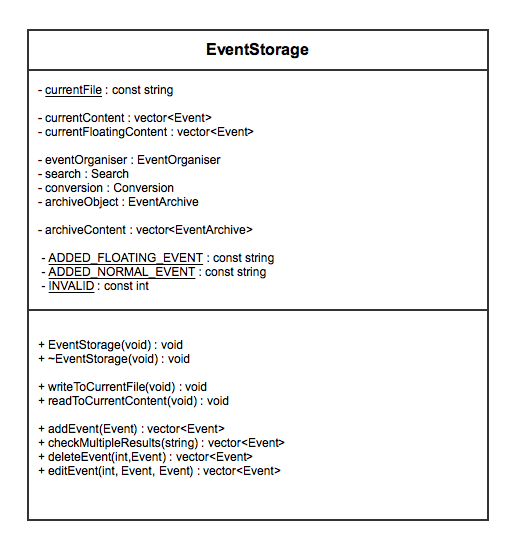 EventStorage
- currentFile : const string
- currentContent : vector<Event>
- currentFloatingContent : vector<Event>
- eventOrganiser : EventOrganiser
- search : Search
- conversion : Conversion
- archiveObject : EventArchive
- archiveContent : vector<EventArchive>
- ADDED_FLOATING_EVENT : const string
- ADDED_NORMAL_EVENT : const string
- INVALID : const int
+ EventStorage(void) : void
+ ~EventStorage(void) : void
+ writeToCurrentFile(void) : void
+ readToCurrentContent(void) : void
+ addEvent(Event) : vector<Event>
+ checkMultipleResults(string) : vector<Event>
+ deleteEvent(int,Event) : vector<Event>
+ editEvent(int, Event, Event) : vector<Event>